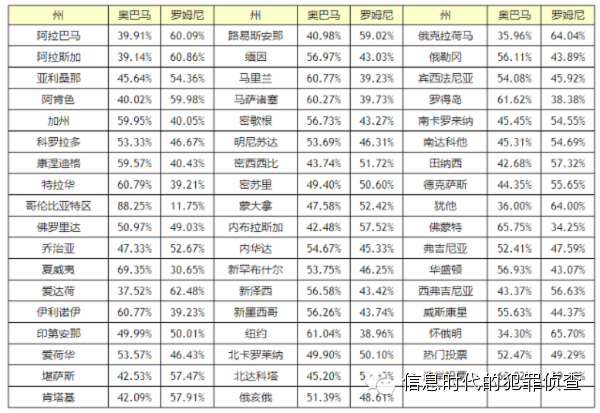 州 奥巴马 罗姆尼 州 奥巴马 罗姆尼 州 奥巴马 罗姆尼
阿拉巴马 39.91% 60.09% 路易斯安那 40.98% 59.02% 俄克拉荷马 35.96% 64.04%
阿拉斯加 39.14% 60.86% 缅因 56.97% 43.03% 俄勒冈 56.11% 43.89%
亚利桑那 45.64% 54.36% 马里兰 60.77% 39.23% 宾西法尼亚 54.08% 45.92%
阿肯色 40.02% 59.98% 马萨诸塞 60.27% 39.73% 罗得岛 61.62% 38.38%
加州 59.95% 40.05% 密歇根 56.73% 43.27% 南卡罗来纳 45.45% 54.55%
科罗拉多 53.33% 46.67% 明尼苏达 53.69% 46.31% 南达科他 45.31% 54.69%
康涅迪格 59.57% 40.43% 密西西比 43.74% 51.72% 田纳西 42.68% 57.32%
特拉华 60.79% 39.21% 密苏里 49.40% 50.60% 德克萨斯 44.35% 55.65%
哥伦比亚特区 88.25% 11.75% 蒙大拿 47.58% 52.42% 犹他 36.00% 64.00%
佛罗里达 50.97% 49.03% 内布拉斯加 42.48% 57.52% 佛蒙特 65.75% 34.25%
乔治亚 47.33% 52.67% 内华达 54.67% 45.33% 弗吉尼亚 52.41% 47.59%
夏威夷 69.35% 30.65% 新罕布什尔 53.75% 46.25% 华盛顿 56.93% 43.07%
爱达荷 37.52% 62.48% 新泽西 56.58% 43.42% 西弗吉尼亚 43.37% 56.63%
伊利诺伊 60.77% 39.23% 新墨西哥 56.26% 43.74% 威斯康星 55.63% 44.37%
印第安那 49.99% 50.01% 纽约 61.04% 38.96% 怀俄明 34.30% 65.70%
爱荷华 53.57% 46.43% 北卡罗莱纳 49.90% 50.10% 热门投票 52.47% 49.29%
堪萨斯 42.53% 57.47% 北达科塔 45.20% 信息时代的犯罪侦查
肯塔基 42.09% 57.91% 俄亥俄 51.39% 48.61%